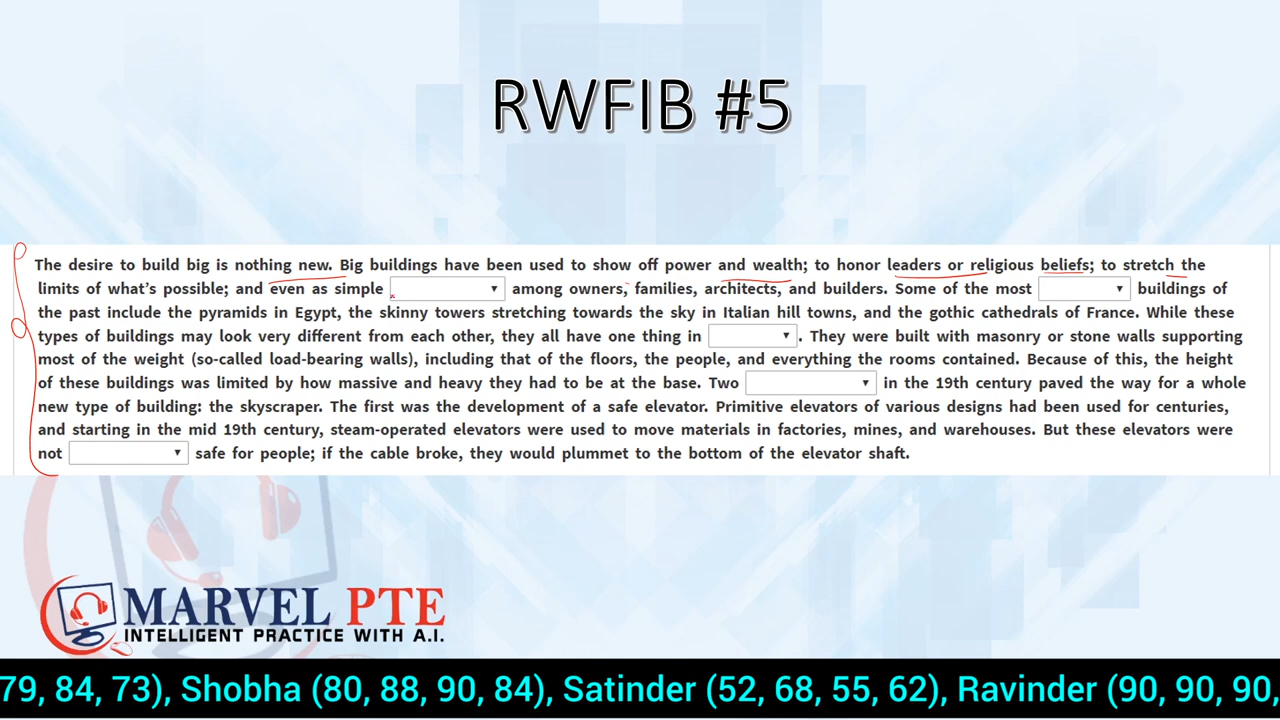 RWFIB #5
The desire to build big is nothing new. Big buildings have been used to show off power and wealth; to honor leaders or religious beliefs; to stretch the
limits of what's possible; and even as simple among owners, families, architects, and builders. Some of the most buildings of
the past include the pyramids in Egypt, the skinny towers stretching towards the sky in Italian hill towns, and the gothic cathedrals of France. While these
types of buildings may look very different from each other, they all have one thing in . They were built with masonry or stone walls supporting
most of the weight (so-called load-bearing walls), including that of the floors, the people, and everything the rooms contained. Because of this, the height
of these buildings was limited by how massive and heavy they had to be at the base. Two in the 19th century paved the way for a whole
new type of building: the skyscraper. The first was the development of a safe elevator. Primitive elevators of various designs had been used for centuries,
and starting in the mid 19th century, steam-operated elevators were used to move materials in factories, mines, and warehouses. But these elevators were
not safe for people; if the cable broke, they would plummet to the bottom of the elevator shaft.
MARVEL PTE
INTELLIGENT PRACTICE WITH A.I.
79, 84, 73), Shobha (80, 88, 90, 84), Satinder (52, 68, 55, 62), Ravinder (90, 90, 90,